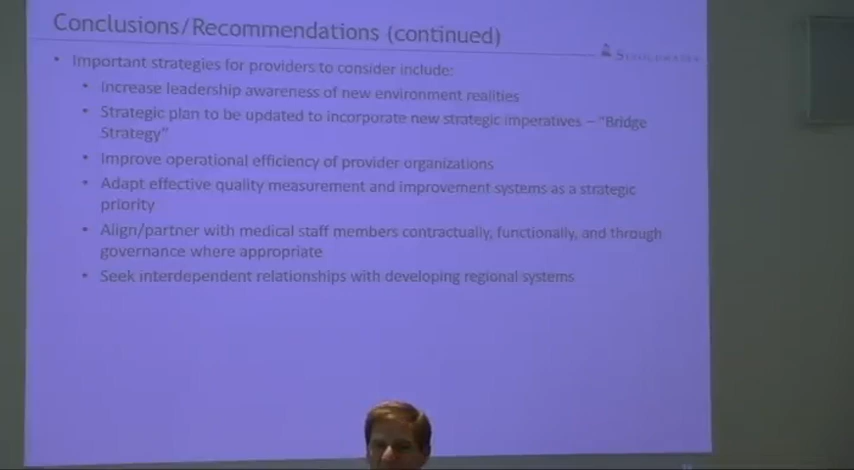 Conclusions/Recommendations (continued)
• Important strategies for providers to consider include:
• Increase leadership awareness of new environment realities
• Strategic plan to be updated to incorporate new strategic imperatives – "Bridge
Strategy"
• Improve operational efficiency of provider organizations
• Adapt effective quality measurement and improvement systems as a strategic
priority
• Align/partner with medical staff members contractually, functionally, and through
governance where appropriate
• Seek interdependent relationships with developing regional systems